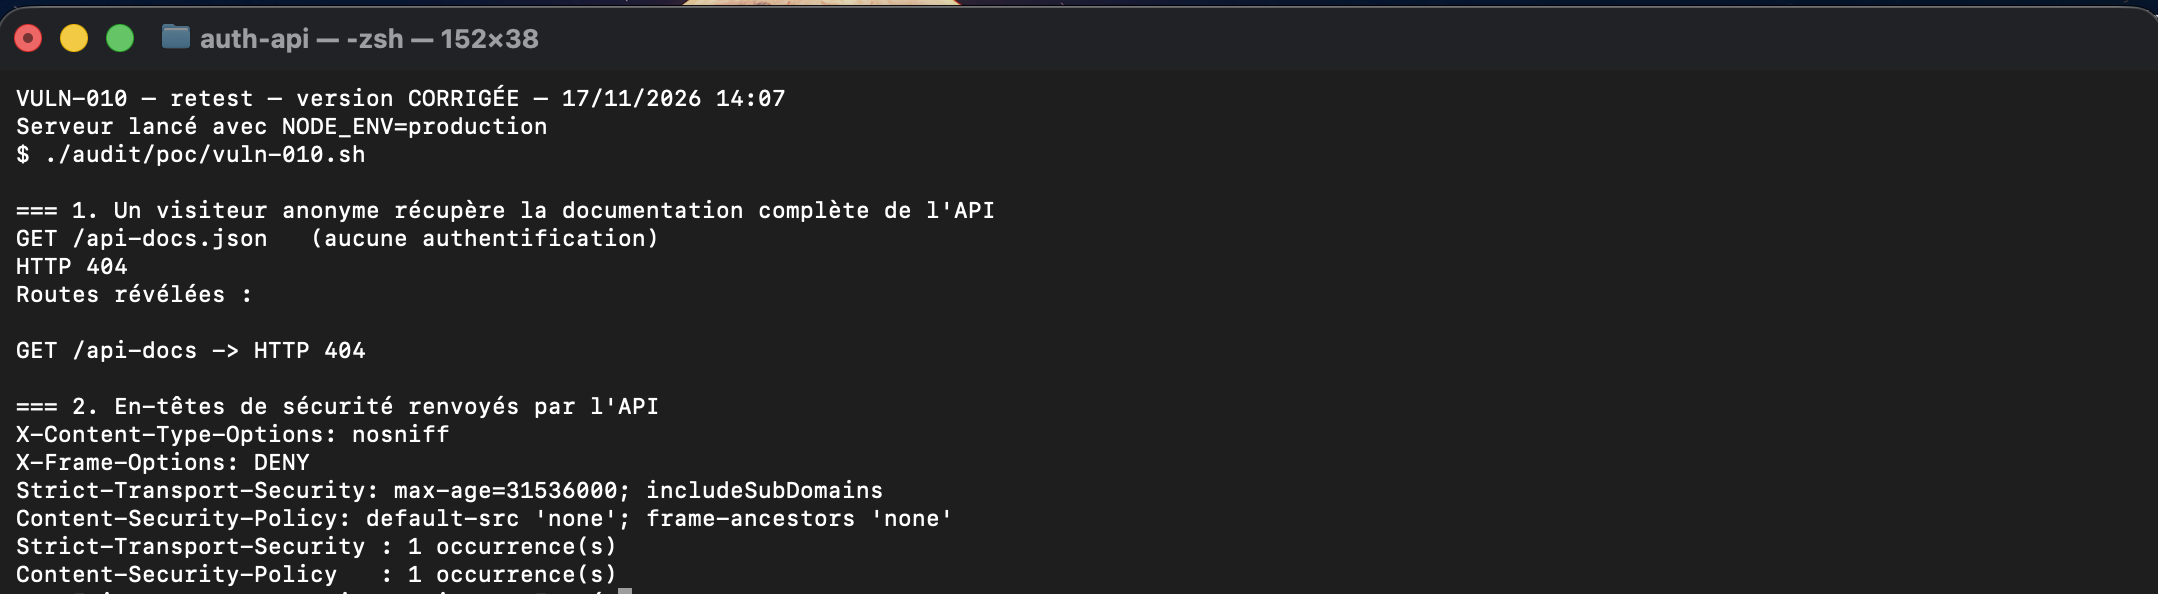 auth-api — -zsh — 152×38
VULN-010 — retest — version CORRIGÉE — 17/11/2026 14:07
Serveur lancé avec NODE_ENV=production
$ ./audit/poc/vuln-010.sh
=== 1. Un visiteur anonyme récupère la documentation complète de l'API
GET /api-docs.json   (aucune authentification)
HTTP 404
Routes révélées :
GET /api-docs -> HTTP 404
=== 2. En-têtes de sécurité renvoyés par l'API
X-Content-Type-Options: nosniff
X-Frame-Options: DENY
Strict-Transport-Security: max-age=31536000; includeSubDomains
Content-Security-Policy: default-src 'none'; frame-ancestors 'none'
Strict-Transport-Security : 1 occurrence(s)
Content-Security-Policy   : 1 occurrence(s)